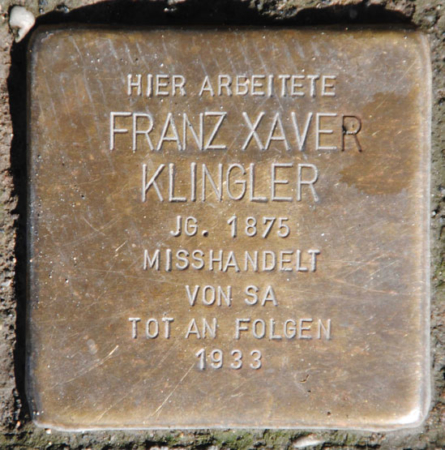 HIER ARBEITETE
FRANZ XAVER
KLINGLER
JG. 1875
MISSHANDELT
VON SA
TOT AN FOLGEN
1933